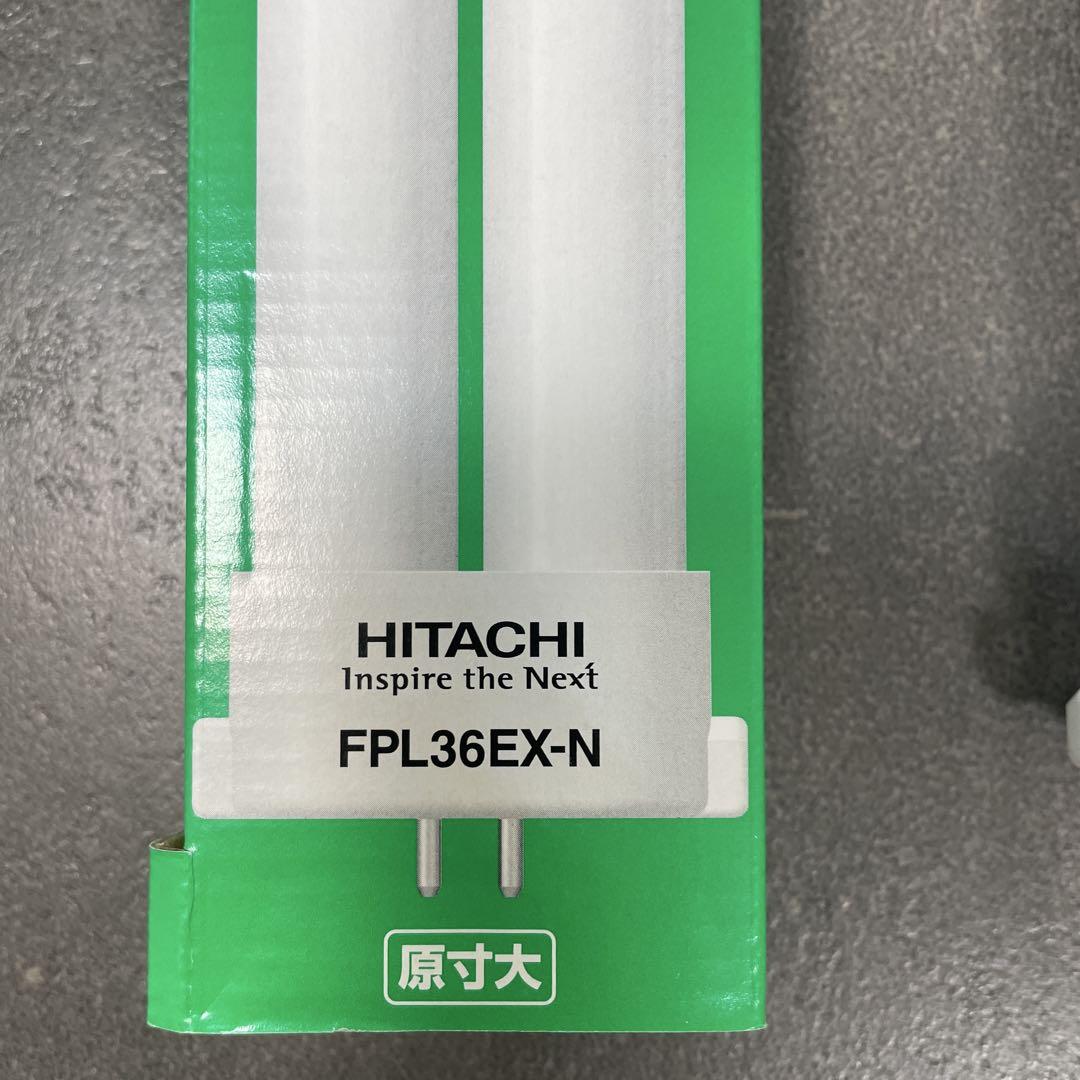 HITACHI
Inspire the Next
FPL36EX-N
原寸大